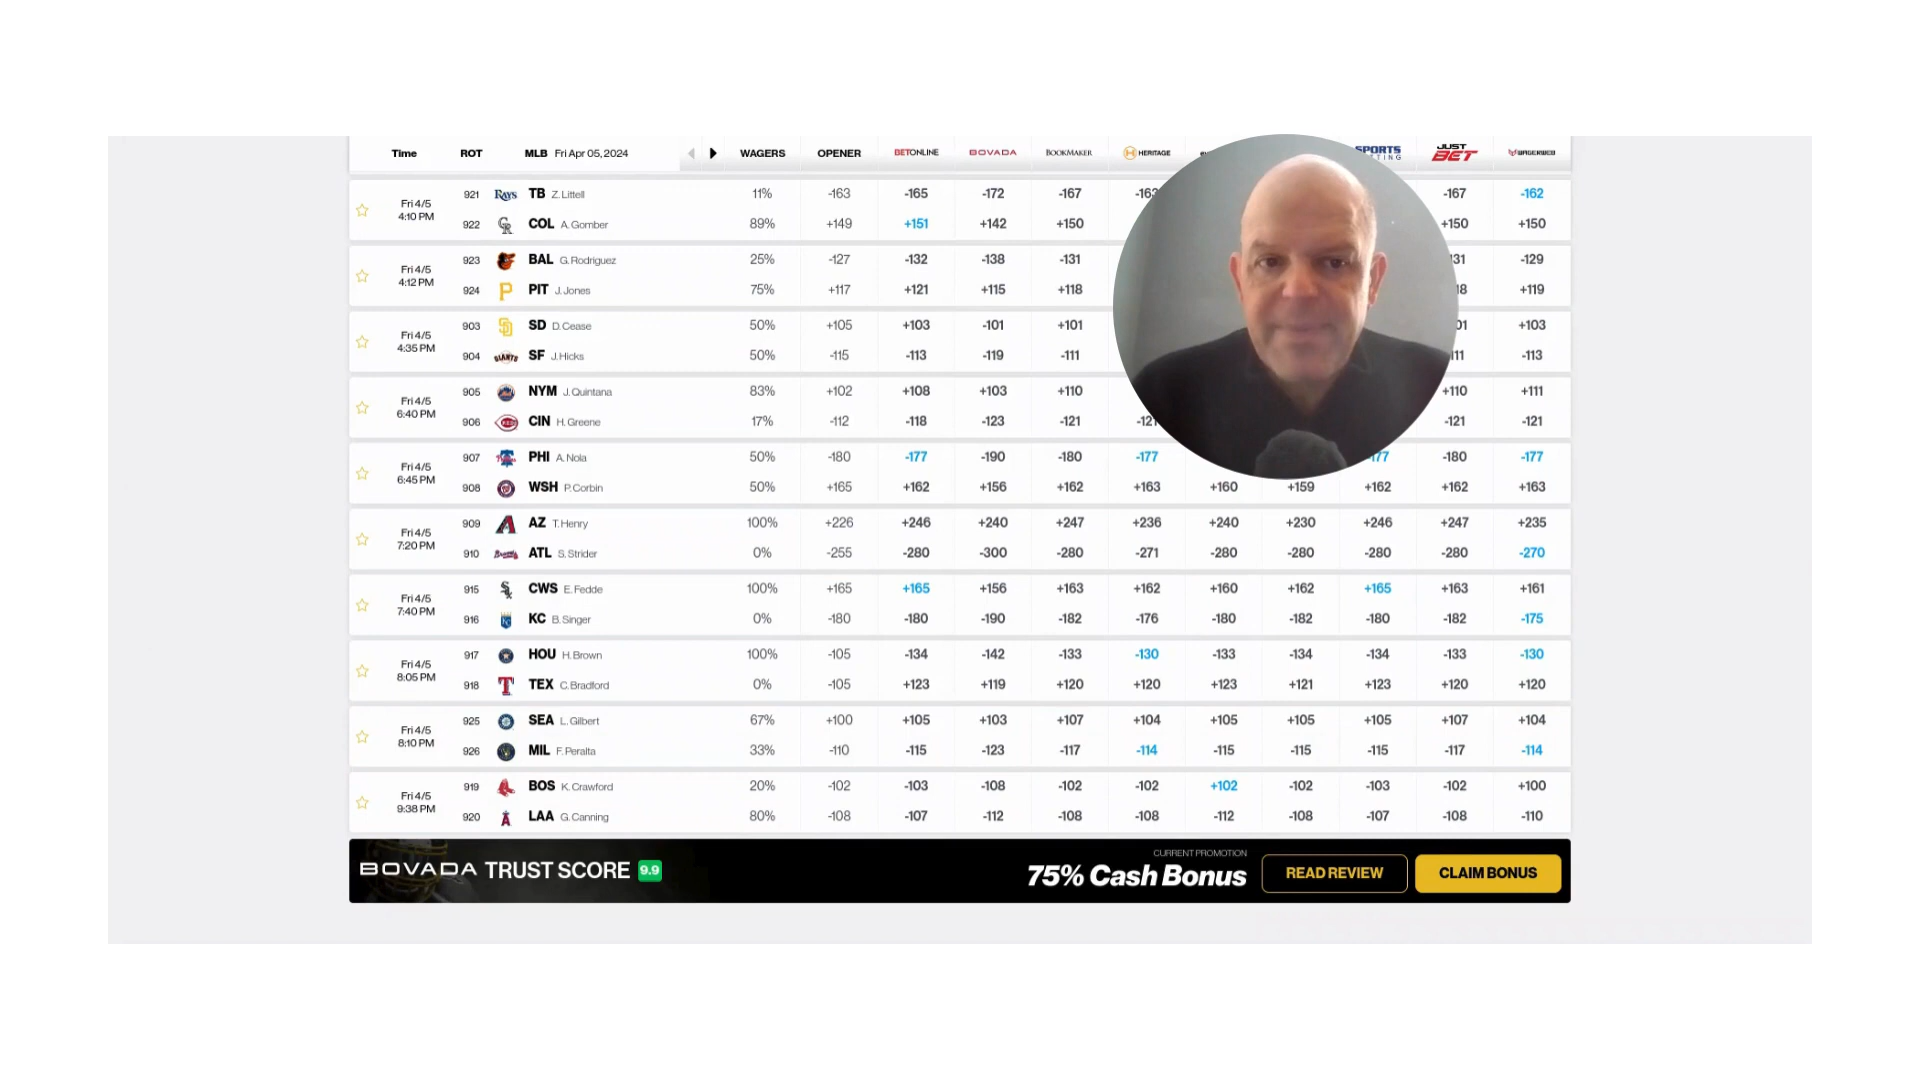 Time ROT MLB Fri Apr 05, 2024 WAGERS OPENER BETONLINE BOVADA BOOKMAKER HERITAGE SPORTS JUST BET WAGERWEB
Fri 4/5 4:10 PM
921 RAYS TB Z. Littell 11% -163 -165 -172 -167 -163 -167 -162
922 COL A. Gomber 89% +149 +151 +142 +150 +150 +150
Fri 4/5 4:12 PM
923 BAL G. Rodriguez 25% -127 -132 -138 -131 -129
924 PIT J. Jones 75% +117 +121 +115 +118 +119
Fri 4/5 4:35 PM
903 SD D. Cease 50% +105 +103 -101 +101 +103
904 GIANTS SF J. Hicks 50% -115 -113 -119 -111 -113
Fri 4/5 6:40 PM
905 NYM J. Quintana 83% +102 +108 +103 +110 +110 +111
906 CIN H. Greene 17% -112 -118 -123 -121 -121 -121 -121
Fri 4/5 6:45 PM
907 PHI A. Nola 50% -180 -177 -190 -180 -177 -180 -177
908 WSH P. Corbin 50% +165 +162 +156 +162 +163 +160 +159 +162 +162 +163
Fri 4/5 7:20 PM
909 AZ T. Henry 100% +226 +246 +240 +247 +236 +240 +230 +246 +247 +235
910 ATL S. Strider 0% -255 -280 -300 -280 -271 -280 -280 -280 -280 -270
Fri 4/5 7:40 PM
915 CWS E. Fedde 100% +165 +165 +156 +163 +162 +160 +162 +165 +163 +161
916 KC B. Singer 0% -180 -180 -190 -182 -176 -180 -182 -180 -182 -175
Fri 4/5 8:05 PM
917 HOU H. Brown 100% -105 -134 -142 -133 -130 -133 -134 -134 -133 -130
918 TEX C. Bradford 0% -105 +123 +119 +120 +120 +123 +121 +123 +120 +120
Fri 4/5 8:10 PM
925 SEA L. Gilbert 67% +100 +105 +103 +107 +104 +105 +105 +105 +107 +104
926 MIL F. Peralta 33% -110 -115 -123 -117 -114 -115 -115 -115 -117 -114
Fri 4/5 9:38 PM
919 BOS K. Crawford 20% -102 -103 -108 -102 -102 +102 -102 -103 -102 +100
920 LAA G. Canning 80% -108 -107 -112 -108 -108 -112 -108 -107 -108 -110
BOVADA TRUST SCORE 9.9
CURRENT PROMOTION
75% Cash Bonus
READ REVIEW
CLAIM BONUS